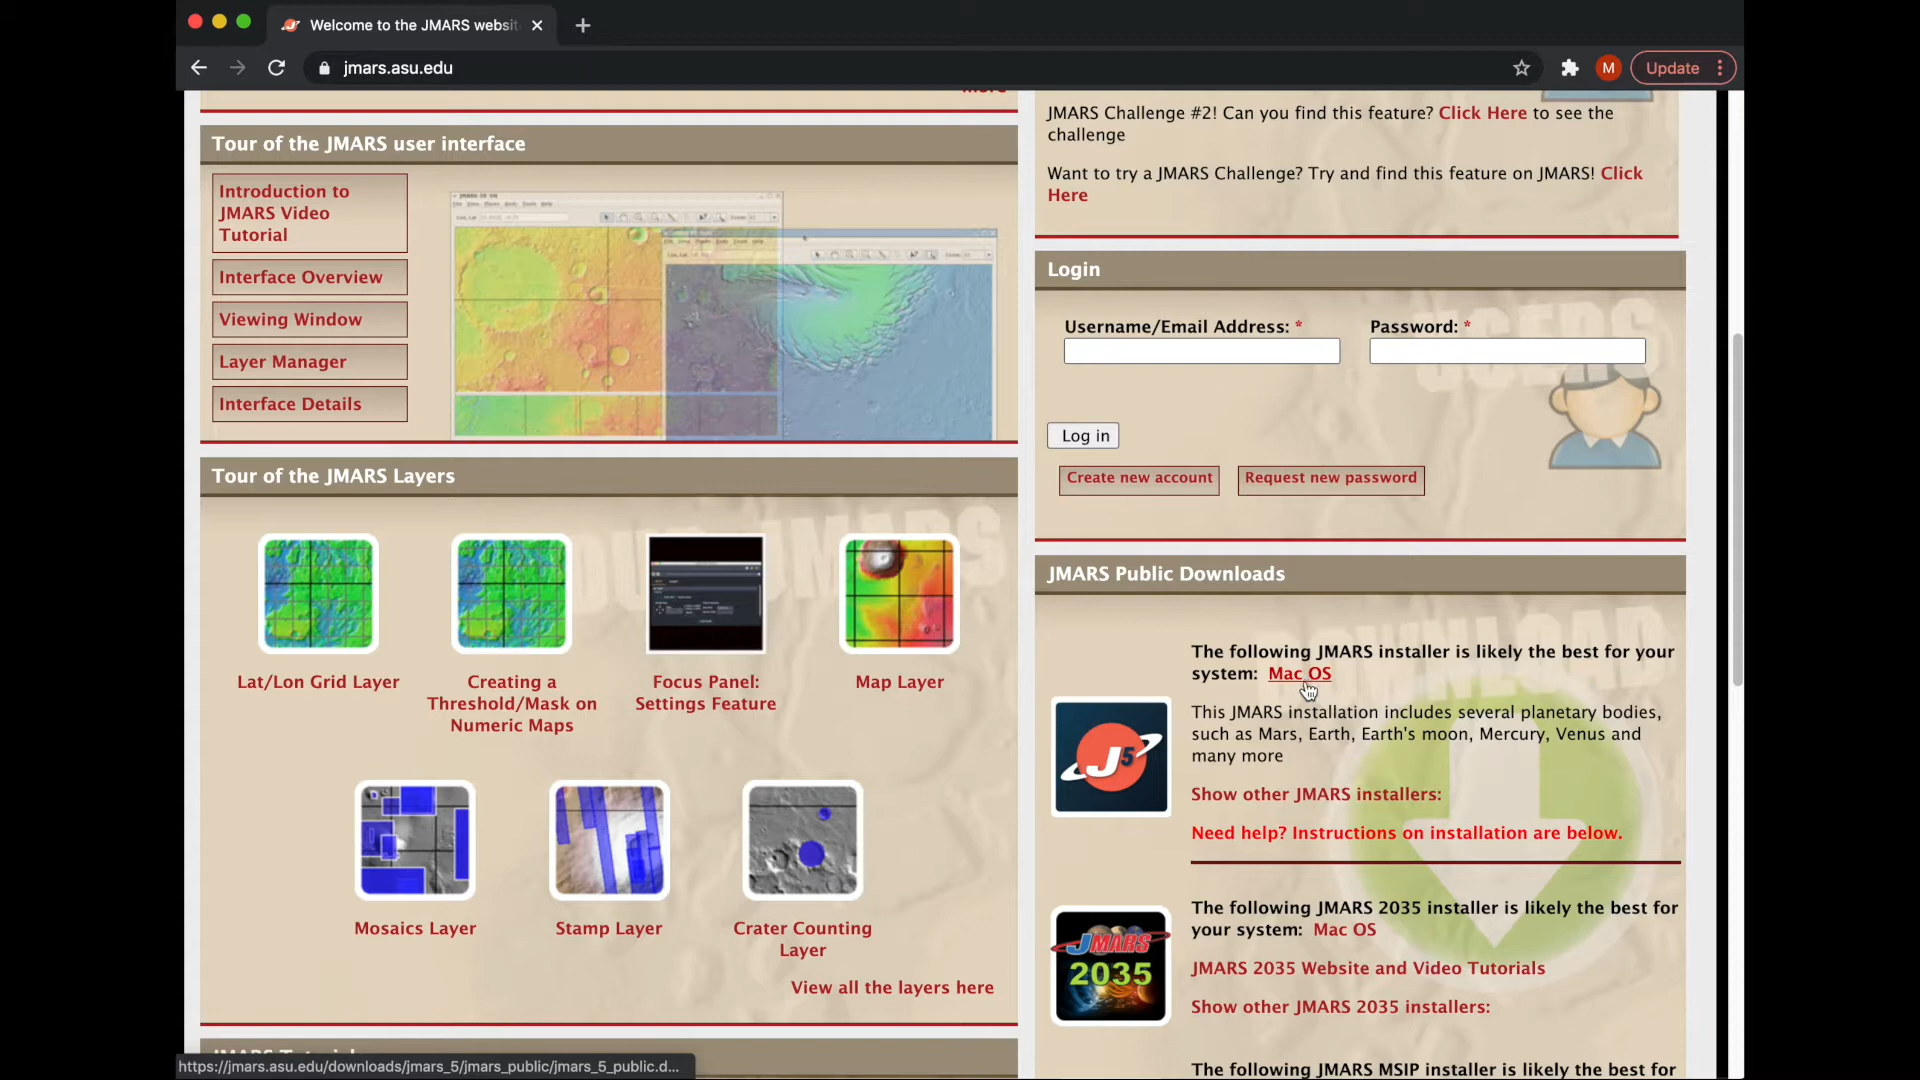 Welcome to the JMARS websit
jmars.asu.edu
M
Update
more
Tour of the JMARS user interface
Introduction to
JMARS Video
Tutorial
Interface Overview
Viewing Window
Layer Manager
Interface Details
Tour of the JMARS Layers
Lat/Lon Grid Layer
Creating a
Threshold/Mask on
Numeric Maps
Focus Panel:
Settings Feature
Map Layer
Mosaics Layer
Stamp Layer
Crater Counting
Layer
View all the layers here
JMARS Challenge #2! Can you find this feature? Click Here to see the
challenge
Want to try a JMARS Challenge? Try and find this feature on JMARS! Click
Here
Login
USERS
Username/Email Address: *
Password: *
Log in
Create new account
Request new password
JMARS Public Downloads
DOWNLOAD
The following JMARS installer is likely the best for your
system: Mac OS
J5
This JMARS installation includes several planetary bodies,
such as Mars, Earth, Earth's moon, Mercury, Venus and
many more
Show other JMARS installers:
Need help? Instructions on installation are below.
The following JMARS 2035 installer is likely the best for
your system: Mac OS
JMARS
2035
JMARS 2035 Website and Video Tutorials
Show other JMARS 2035 installers:
The following JMARS MSIP installer is likely the best for
https://jmars.asu.edu/downloads/jmars_5/jmars_public/jmars_5_public.d...